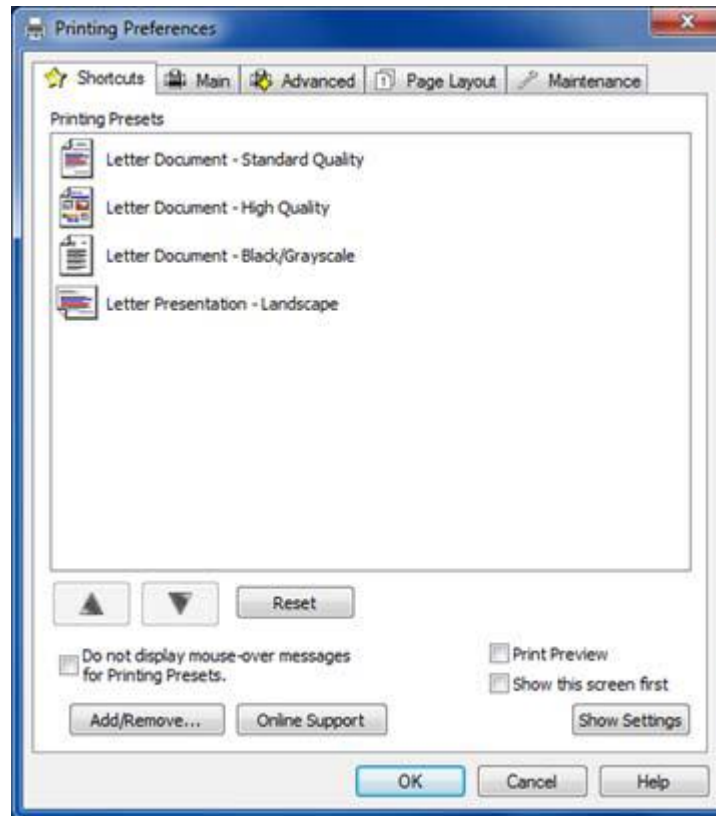 Printing Preferences
Shortcuts Main Advanced Page Layout Maintenance
Printing Presets
Letter Document - Standard Quality
Letter Document - High Quality
Letter Document - Black/Grayscale
Letter Presentation - Landscape
Reset
Do not display mouse-over messages
for Printing Presets.
Print Preview
Show this screen first
Add/Remove... Online Support Show Settings
OK Cancel Help